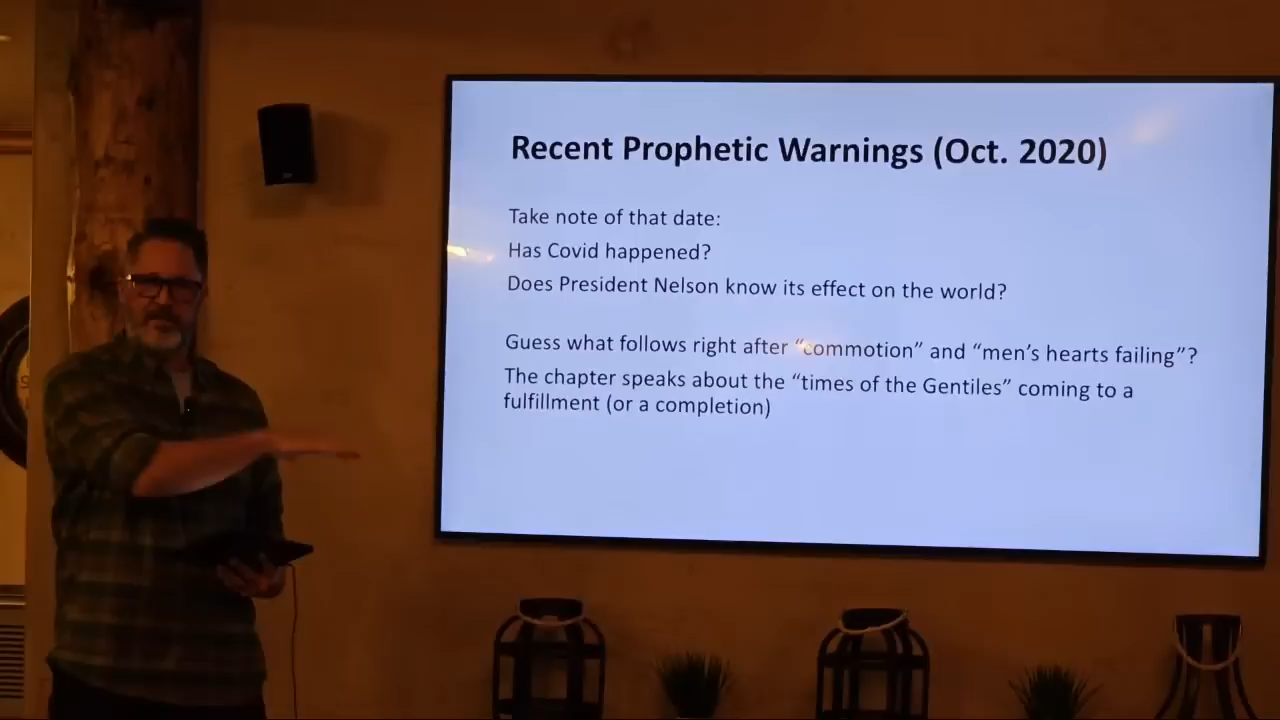 Recent Prophetic Warnings (Oct. 2020)
Take note of that date:
Has Covid happened?
Does President Nelson know its effect on the world?
Guess what follows right after “commotion” and “men’s hearts failing”?
The chapter speaks about the “times of the Gentiles” coming to a
fulfillment (or a completion)